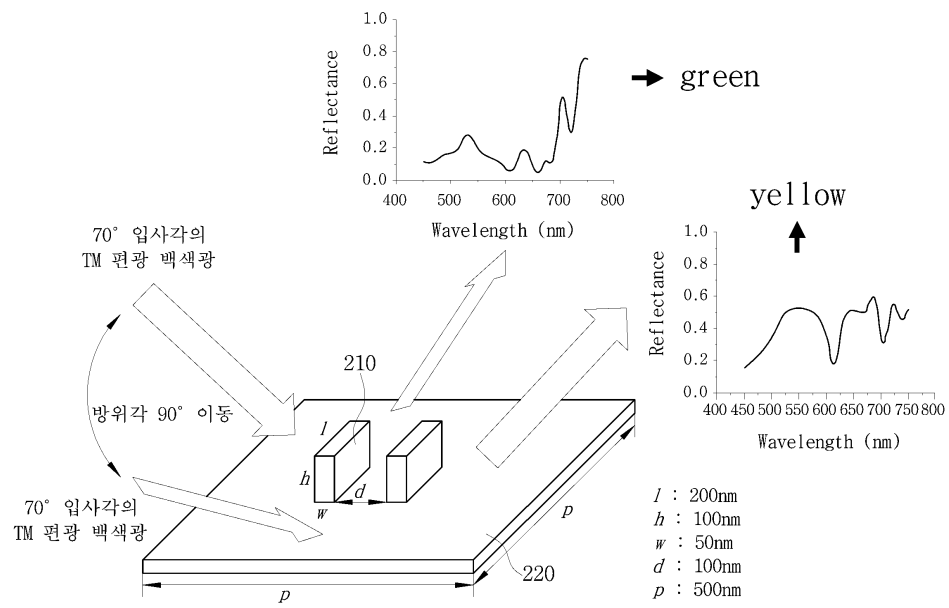 1.0
0.8
0.6
0.4
0.2
0.0
Reflectance
400 500 600 700 800
Wavelength (nm)
green
yellow
1.0
0.8
0.6
0.4
0.2
0.0
Reflectance
400 450 500 550 600 650 700 750 800
Wavelength (nm)
70° 입사각의
TM 편광 백색광
방위각 90° 이동
70° 입사각의
TM 편광 백색광
210
l
h
d
w
p
220
p
l : 200nm
h : 100nm
w : 50nm
d : 100nm
p : 500nm